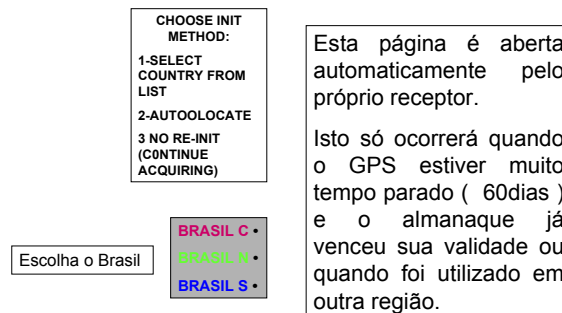 CHOOSE INIT
METHOD:
1-SELECT
COUNTRY FROM
LIST
2-AUTOOLOCATE
3 NO RE-INIT
(C0NTINUE
ACQUIRING)
Esta página é aberta
automaticamente pelo
próprio receptor.
Isto só ocorrerá quando
o GPS estiver muito
tempo parado ( 60dias )
e o almanaque já
venceu sua validade ou
quando foi utilizado em
outra região.
Escolha o Brasil
BRASIL C •
BRASIL N •
BRASIL S •